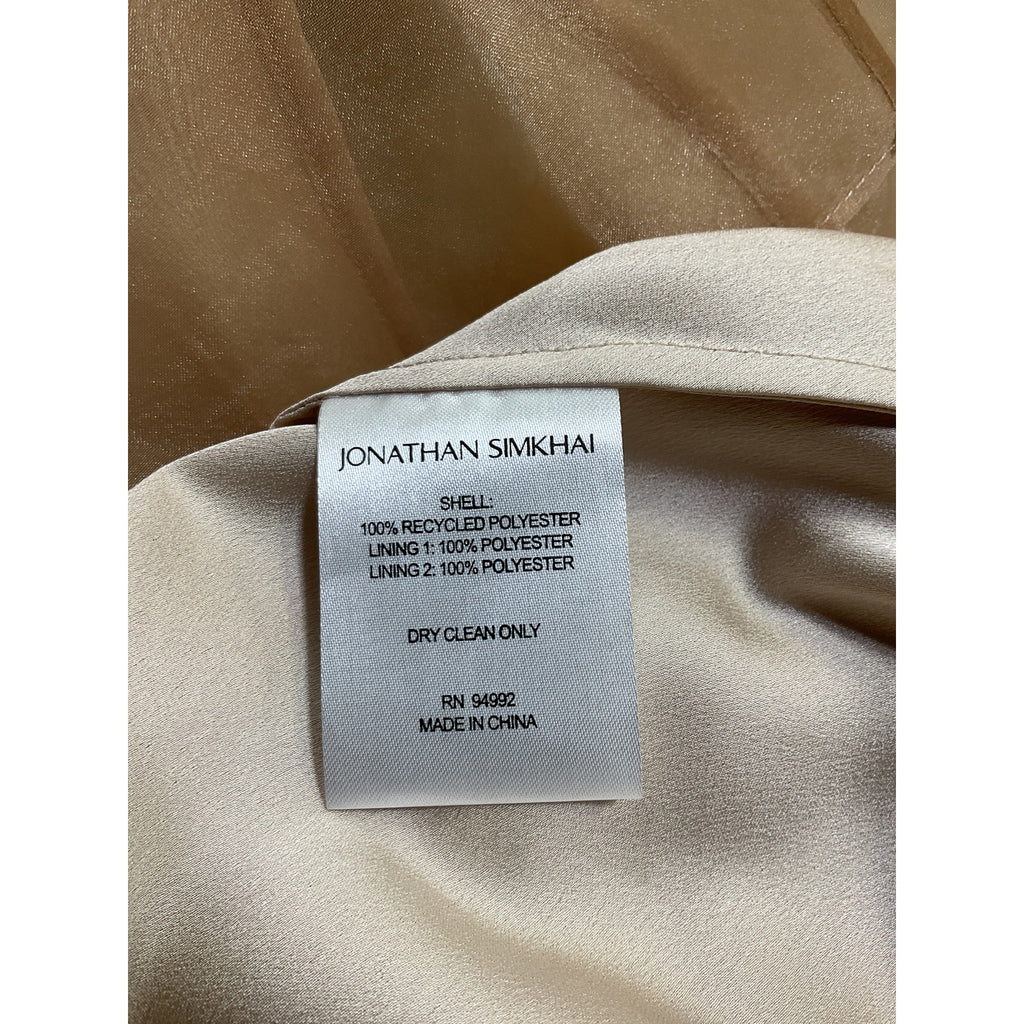 JONATHAN SIMKHAI
SHELL:
100% RECYCLED POLYESTER
LINING 1: 100% POLYESTER
LINING 2: 100% POLYESTER
DRY CLEAN ONLY
RN 94992
MADE IN CHINA